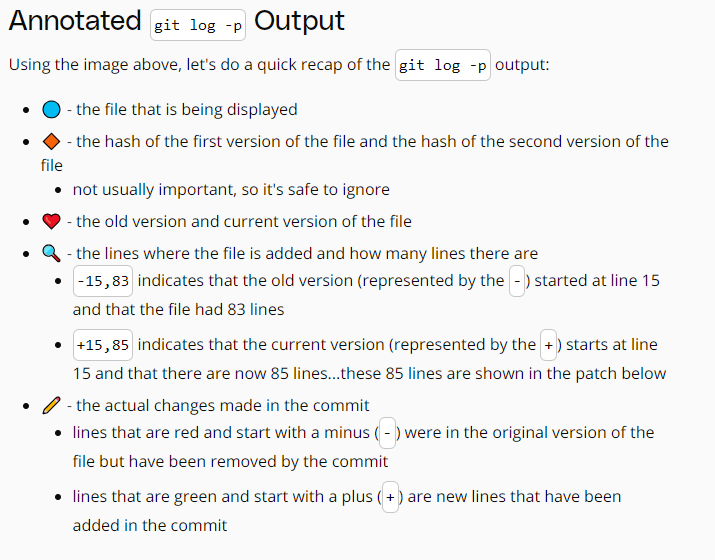 Annotated git log -p Output
Using the image above, let's do a quick recap of the git log -p output:
• 🔵 - the file that is being displayed
• 🔶 - the hash of the first version of the file and the hash of the second version of the
file
• not usually important, so it's safe to ignore
• ❤️ - the old version and current version of the file
• 🔍 - the lines where the file is added and how many lines there are
• -15,83 indicates that the old version (represented by the -) started at line 15
and that the file had 83 lines
• +15,85 indicates that the current version (represented by the +) starts at line
15 and that there are now 85 lines...these 85 lines are shown in the patch below
• ✏️ - the actual changes made in the commit
• lines that are red and start with a minus (-) were in the original version of the
file but have been removed by the commit
• lines that are green and start with a plus (+) are new lines that have been
added in the commit